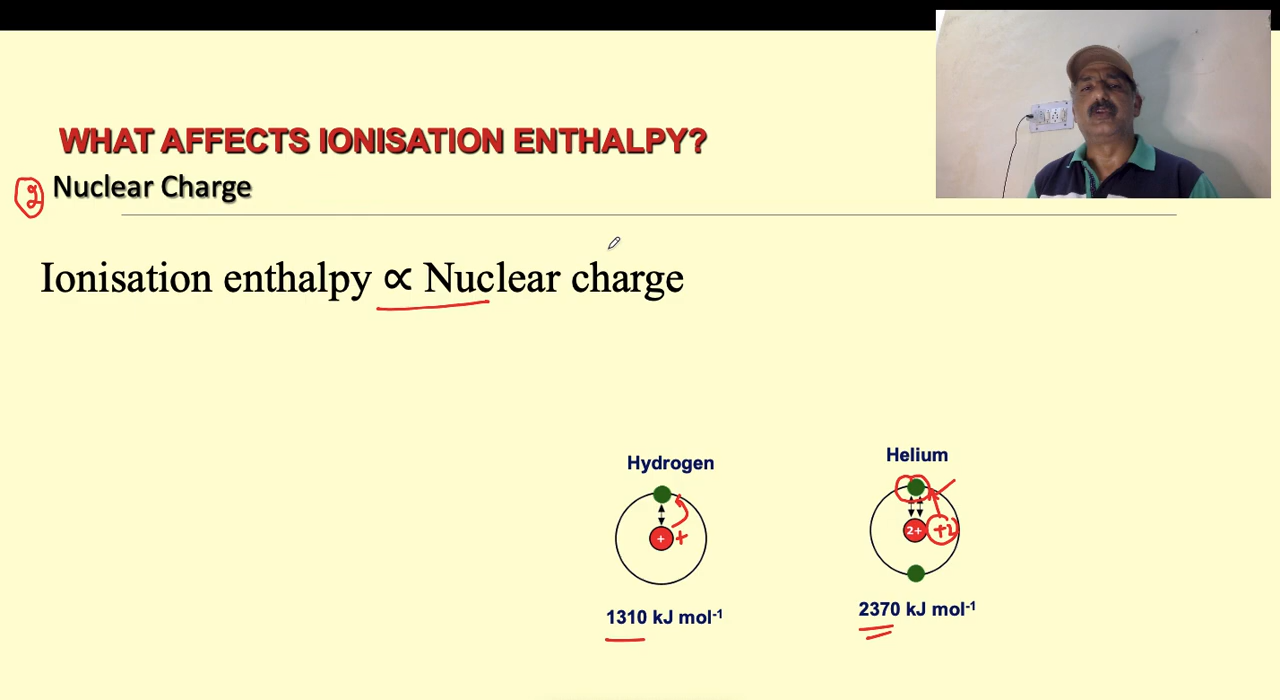 WHAT AFFECTS IONISATION ENTHALPY?
2 Nuclear Charge
Ionisation enthalpy ∝ Nuclear charge
Hydrogen
Helium
+ +
2+ +2
1310 kJ mol⁻¹
2370 kJ mol⁻¹